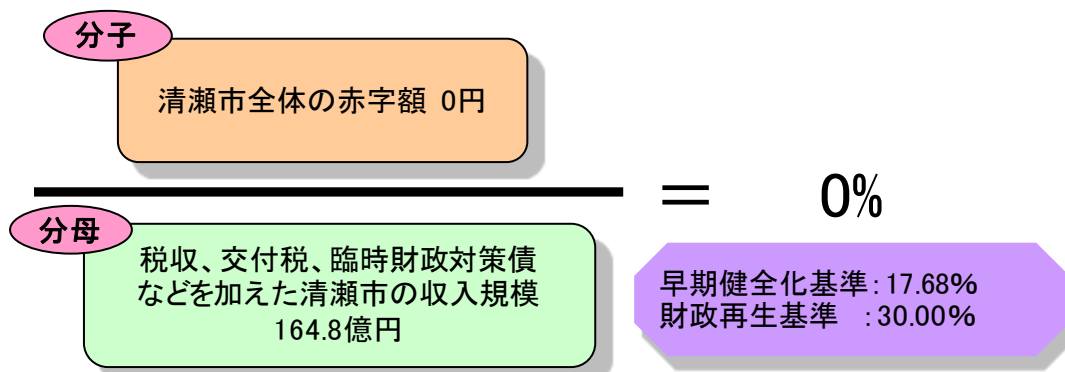 分子
清瀬市全体の赤字額 0円
＝ 0%
分母
税収、交付税、臨時財政対策債
などを加えた清瀬市の収入規模
164.8億円
早期健全化基準:17.68%
財政再生基準 :30.00%